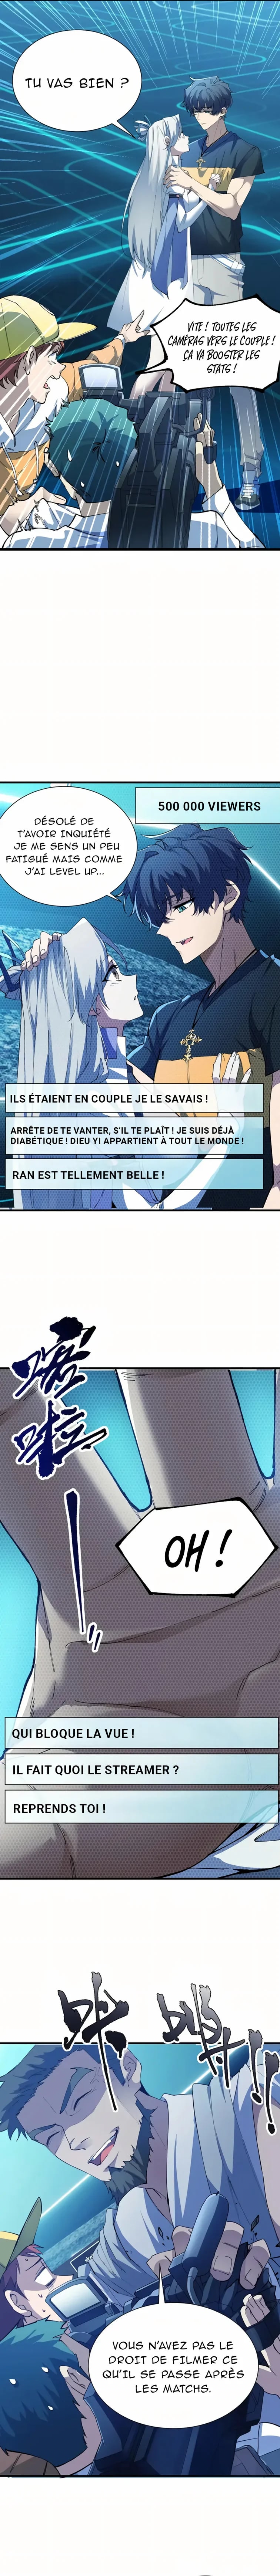 TU VAS BIEN ?
VITE ! TOUTES LES
CAMÉRAS VERS LE COUPLE !
ÇA VA BOOSTER LES
STATS !
500 000 VIEWERS
DÉSOLÉ DE
T'AVOIR INQUIÉTÉ
JE ME SENS UN PEU
FATIGUÉ MAIS COMME
J'AI LEVEL UP...
ILS ÉTAIENT EN COUPLE JE LE SAVAIS !
ARRÊTE DE TE VANTER, S'IL TE PLAÎT ! JE SUIS DÉJÀ
DIABÉTIQUE ! DIEU YI APPARTIENT À TOUT LE MONDE !
RAN EST TELLEMENT BELLE !
OH !
QUI BLOQUE LA VUE !
IL FAIT QUOI LE STREAMER ?
REPRENDS TOI !
VOUS N'AVEZ PAS LE
DROIT DE FILMER CE
QU'IL SE PASSE APRÈS
LES MATCHS.